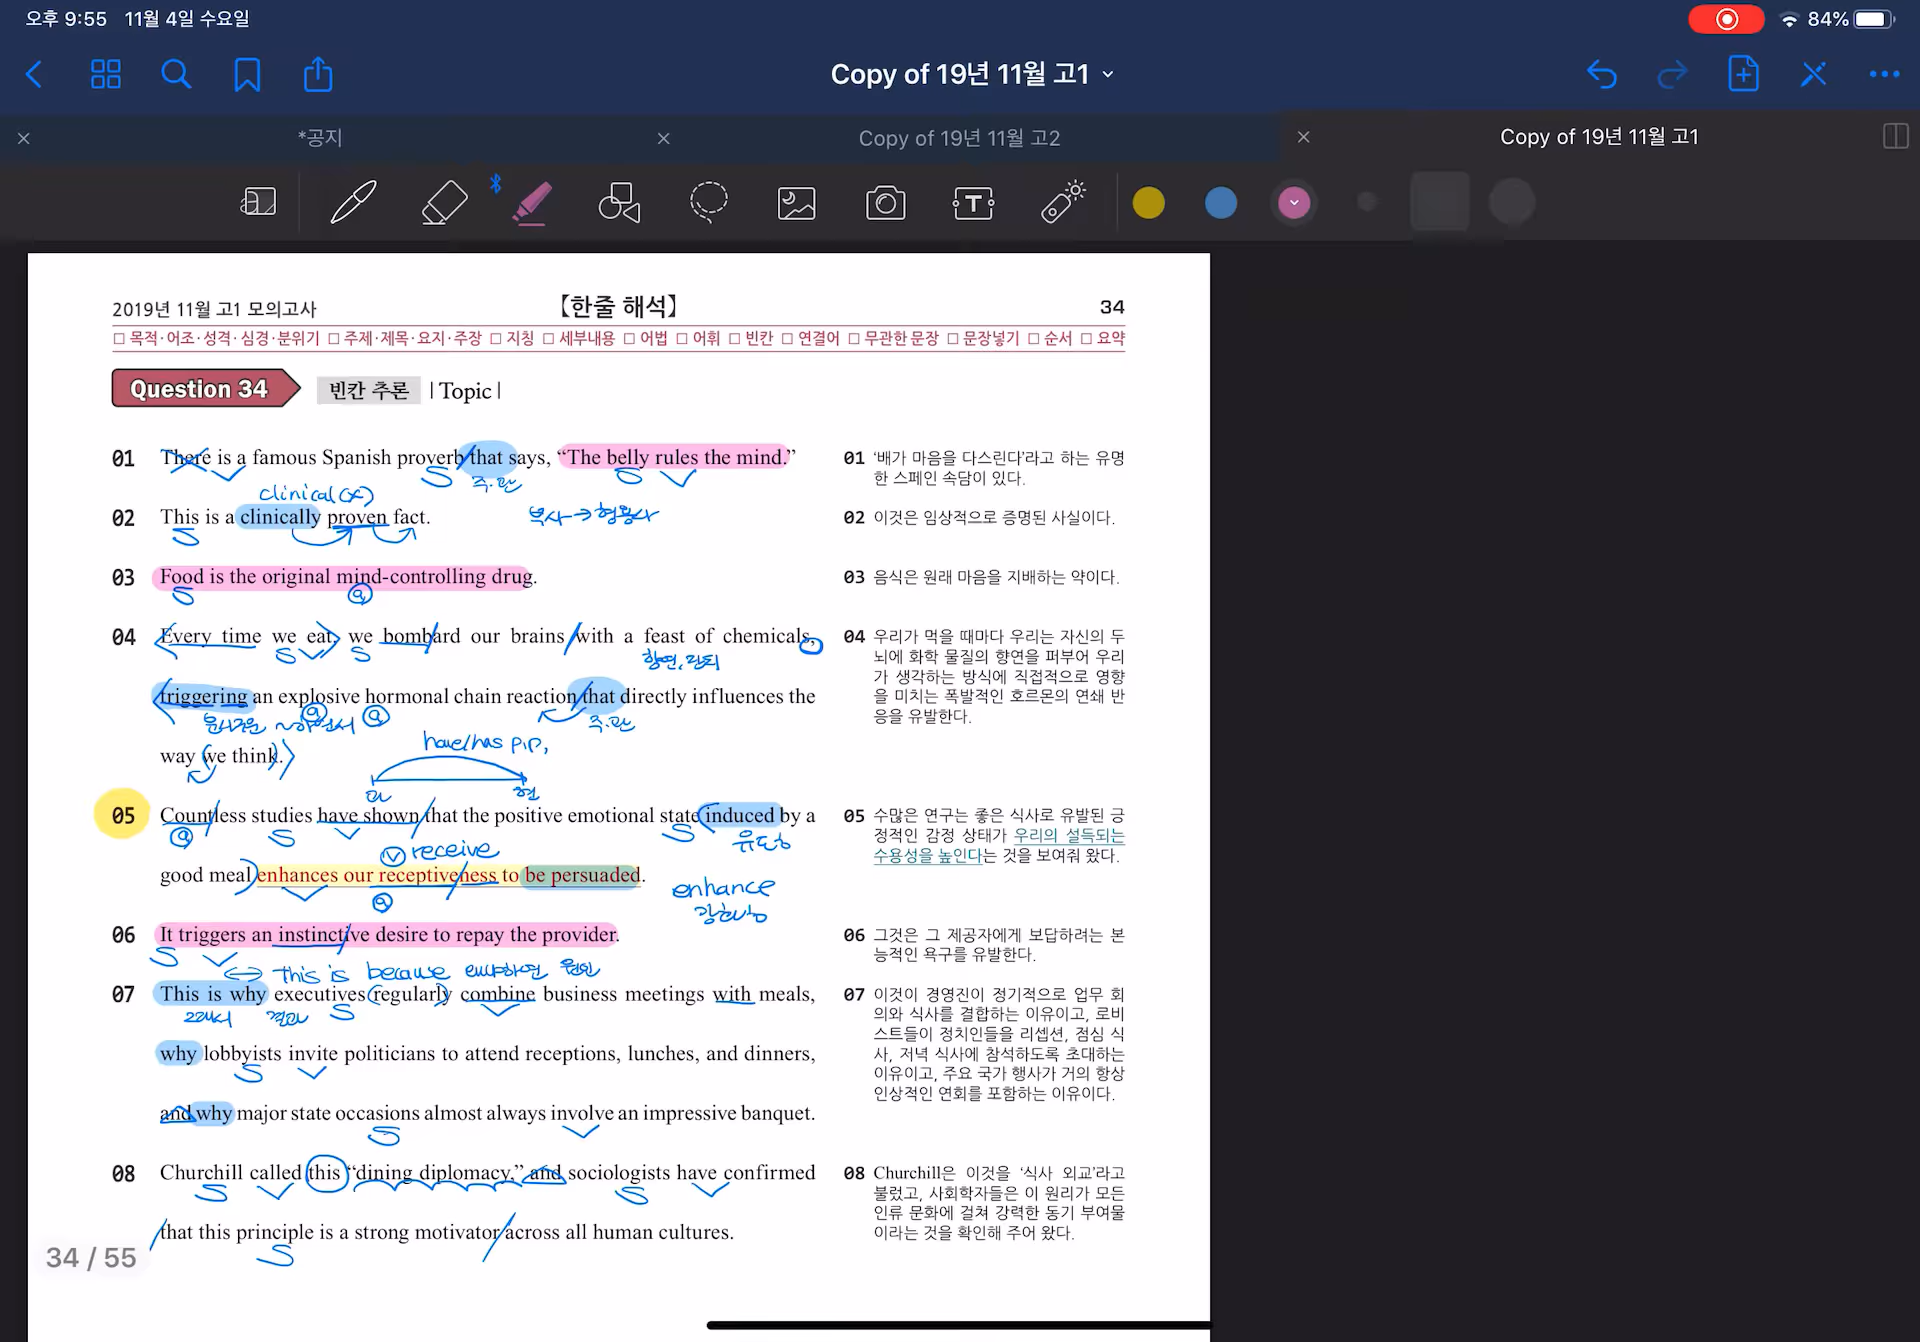 오후 9:55 11월 4일 수요일
84%
Copy of 19년 11월 고1
*공지
Copy of 19년 11월 고2
Copy of 19년 11월 고1
2019년 11월 고1 모의고사
【한줄 해석】
34
□ 목적·어조·성격·심경·분위기 □ 주제·제목·요지·주장 □ 지칭 □ 세부내용 □ 어법 □ 어휘 □ 빈칸 □ 연결어 □ 무관한 문장 □ 문장넣기 □ 순서 □ 요약
Question 34
빈칸 추론 | Topic |
01 There is a famous Spanish proverb that says, “The belly rules the mind.”
S 주.관 S
clinical(x)
02 This is a clinically proven fact.
부사→형용사
S
03 Food is the original mind-controlling drug.
S ⓐ
04 Every time we eat, we bombard our brains with a feast of chemicals,
S S 향연, 잔치
triggering an explosive hormonal chain reaction that directly influences the
분사구문 ~하면서 ⓐ ⓐ 주.관
way we think.
have/has p.p,
과 현
05 Countless studies have shown that the positive emotional state induced by a
ⓐ S S 유도
ⓥ receive
good meal enhances our receptiveness to be persuaded.
ⓐ
enhance
06 It triggers an instinctive desire to repay the provider.
S
↔ This is because 원인
07 This is why executives regularly combine business meetings with meals,
그래서 결과 S
why lobbyists invite politicians to attend receptions, lunches, and dinners,
S
and why major state occasions almost always involve an impressive banquet.
S
08 Churchill called this “dining diplomacy,” and sociologists have confirmed
S S
that this principle is a strong motivator across all human cultures.
S
01 ‘배가 마음을 다스린다’라고 하는 유명
한 스페인 속담이 있다.
02 이것은 임상적으로 증명된 사실이다.
03 음식은 원래 마음을 지배하는 약이다.
04 우리가 먹을 때마다 우리는 자신의 두
뇌에 화학 물질의 향연을 퍼부어 우리
가 생각하는 방식에 직접적으로 영향
을 미치는 폭발적인 호르몬의 연쇄 반
응을 유발한다.
05 수많은 연구는 좋은 식사로 유발된 긍
정적인 감정 상태가 우리의 설득되는
수용성을 높인다는 것을 보여줘 왔다.
06 그것은 그 제공자에게 보답하려는 본
능적인 욕구를 유발한다.
07 이것이 경영진이 정기적으로 업무 회
의와 식사를 결합하는 이유이고, 로비
스트들이 정치인들을 리셉션, 점심 식
사, 저녁 식사에 참석하도록 초대하는
이유이고, 주요 국가 행사가 거의 항상
인상적인 연회를 포함하는 이유이다.
08 Churchill은 이것을 ‘식사 외교’라고
불렀고, 사회학자들은 이 원리가 모든
인류 문화에 걸쳐 강력한 동기 부여물
이라는 것을 확인해 주어 왔다.
34 / 55